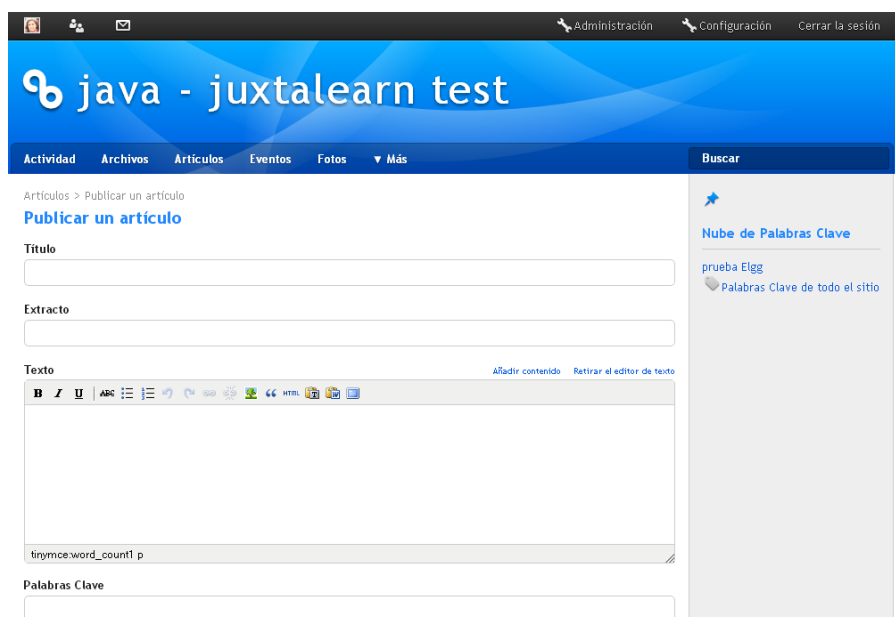 Administración Configuración Cerrar la sesión
java - juxtalearn test
Actividad Archivos Artículos Eventos Fotos ▼ Más Buscar
Artículos > Publicar un artículo
Publicar un artículo
Título
Extracto
Texto Añadir contenido Retirar el editor de texto
B I U ABC HTML
tinymce:word_count1 p
Palabras Clave
Nube de Palabras Clave
prueba Elgg
Palabras Clave de todo el sitio